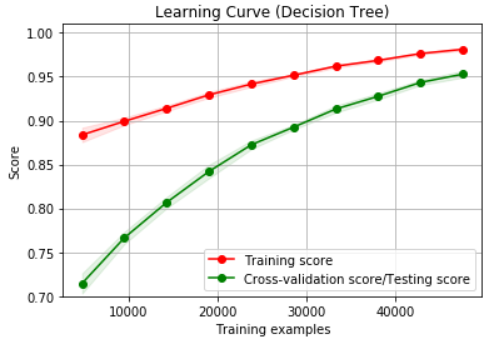 Learning Curve (Decision Tree)
1.00
0.95
0.90
0.85
0.80
0.75
0.70
Score
Training score
Cross-validation score/Testing score
10000 20000 30000 40000
Training examples